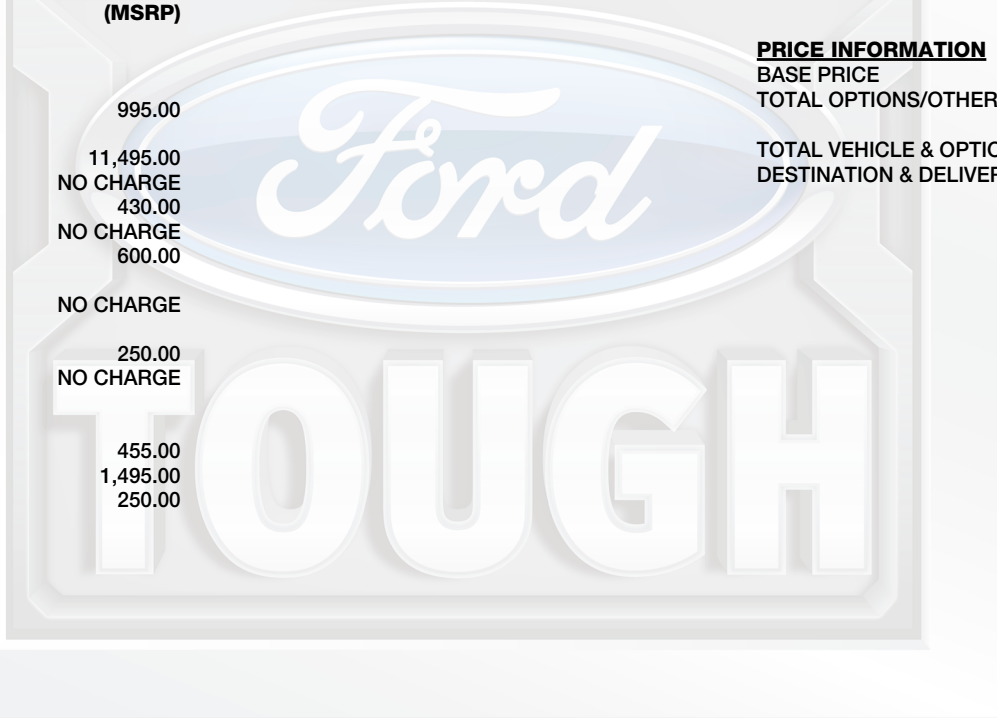 (MSRP)
995.00
11,495.00
NO CHARGE
430.00
NO CHARGE
600.00
NO CHARGE
250.00
NO CHARGE
455.00
1,495.00
250.00
PRICE INFORMATION
BASE PRICE
TOTAL OPTIONS/OTHER
TOTAL VEHICLE & OPTIO
DESTINATION & DELIVER
Ford
TOUGH